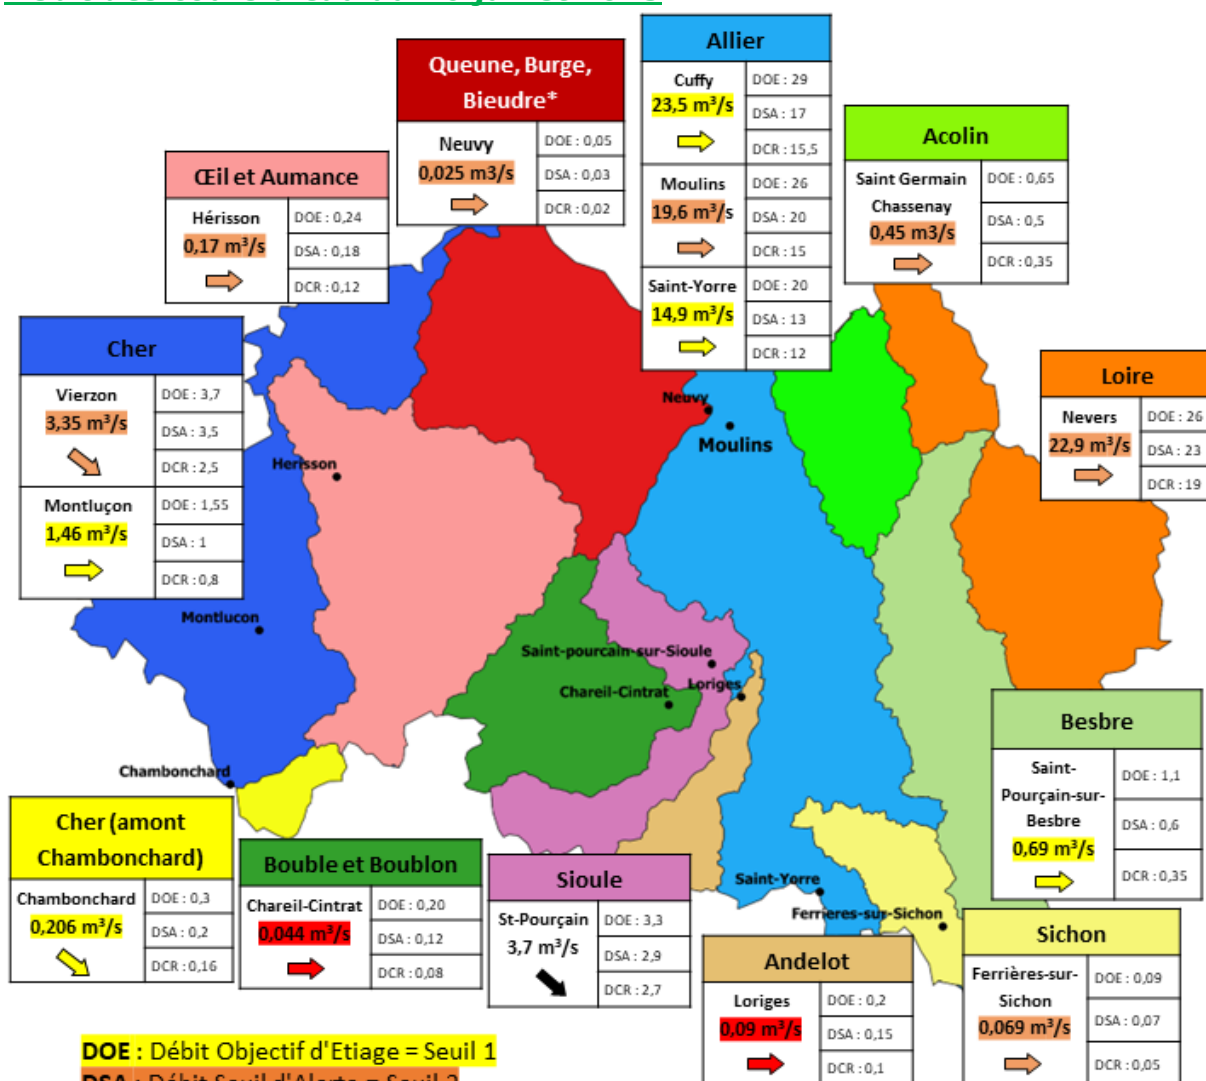 Allier
Cuffy
23,5 m³/s
DOE : 29
DSA : 17
DCR : 15,5
Moulins
19,6 m³/s
DOE : 26
DSA : 20
DCR : 15
Saint-Yorre
14,9 m³/s
DOE : 20
DSA : 13
DCR : 12
Queune, Burge,
Bieudre*
Neuvy
0,025 m3/s
DOE : 0,05
DSA : 0,03
DCR : 0,02
Acolin
Saint Germain
Chassenay
0,45 m3/s
DOE : 0,65
DSA : 0,5
DCR : 0,35
Œil et Aumance
Hérisson
0,17 m³/s
DOE : 0,24
DSA : 0,18
DCR : 0,12
Cher
Vierzon
3,35 m³/s
DOE : 3,7
DSA : 3,5
DCR : 2,5
Montluçon
1,46 m³/s
DOE : 1,55
DSA : 1
DCR : 0,8
Loire
Nevers
22,9 m³/s
DOE : 26
DSA : 23
DCR : 19
Neuvy
Moulins
Herisson
Montlucon
Saint-pourcain-sur-Sioule
Loriges
Chareil-Cintrat
Chambonchard
Saint-Yorre
Ferrieres-sur-Sichon
Besbre
Saint-
Pourçain-sur-
Besbre
0,69 m³/s
DOE : 1,1
DSA : 0,6
DCR : 0,35
Cher (amont
Chambonchard)
Chambonchard
0,206 m³/s
DOE : 0,3
DSA : 0,2
DCR : 0,16
Bouble et Boublon
Chareil-Cintrat
0,044 m³/s
DOE : 0,20
DSA : 0,12
DCR : 0,08
Sioule
St-Pourçain
3,7 m³/s
DOE : 3,3
DSA : 2,9
DCR : 2,7
Andelot
Loriges
0,09 m³/s
DOE : 0,2
DSA : 0,15
DCR : 0,1
Sichon
Ferrières-sur-
Sichon
0,069 m³/s
DOE : 0,09
DSA : 0,07
DCR : 0,05
DOE : Débit Objectif d'Etiage = Seuil 1
DSA : Débit Seuil d'Alerte = Seuil 2